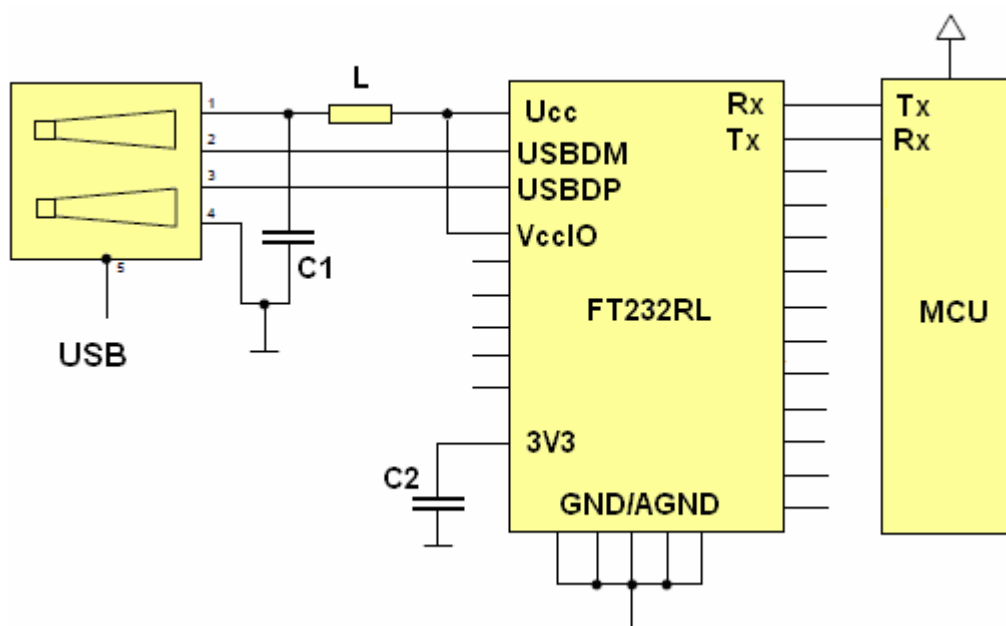 L
1
2
3
4
5
C1
USB
Ucc
USBDM
USBDP
VccIO
3V3
C2
FT232RL
GND/AGND
Rx
Tx
Tx
Rx
MCU